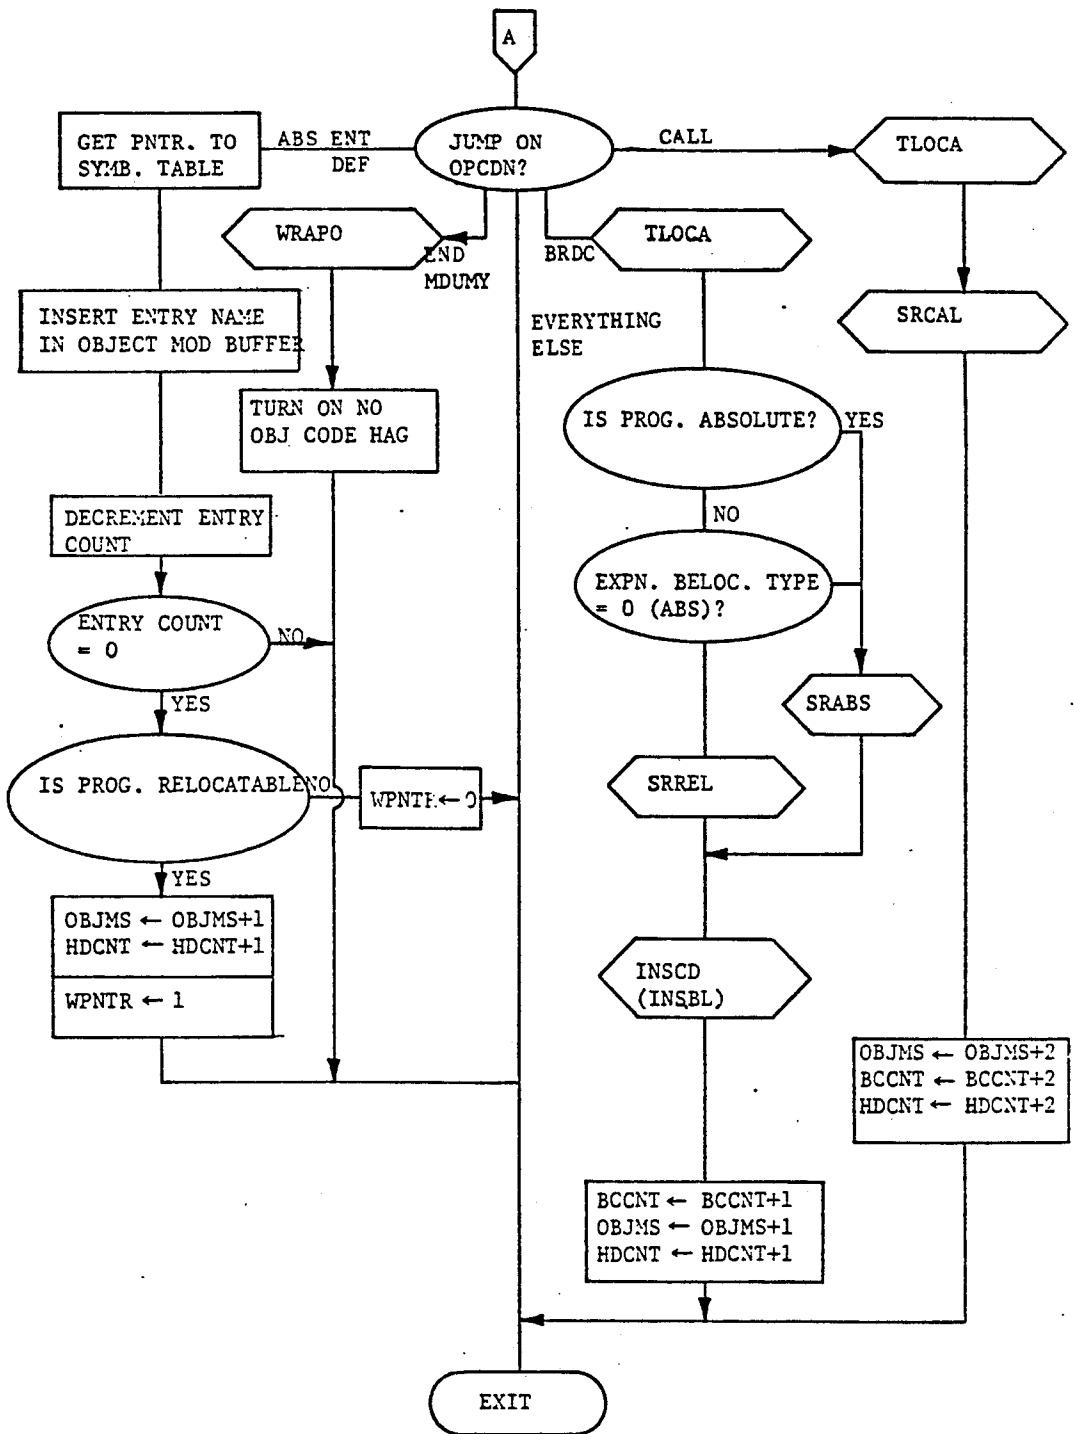 A
JUMP ON
OPCDN?
ABS ENT
DEF
CALL
GET PNTR. TO
SYMB. TABLE
TLOCA
WRAPO
END
MDUMY
BRDC
TLOCA
INSERT ENTRY NAME
IN OBJECT MOD BUFFER
EVERYTHING
ELSE
SRCAL
TURN ON NO
OBJ CODE HAG
IS PROG. ABSOLUTE?
YES
NO
DECREMENT ENTRY
COUNT
EXPN. BELOC. TYPE
= 0 (ABS)?
ENTRY COUNT
= 0
NO
YES
SRABS
IS PROG. RELOCATABLE
NO
WPNTR ← 0
SRREL
YES
OBJMS ← OBJMS+1
HDCNT ← HDCNT+1
WPNTR ← 1
INSCD
(INSBL)
OBJMS ← OBJMS+2
BCCNT ← BCCNT+2
HDCNT ← HDCNT+2
BCCNT ← BCCNT+1
OBJMS ← OBJMS+1
HDCNT ← HDCNT+1
EXIT